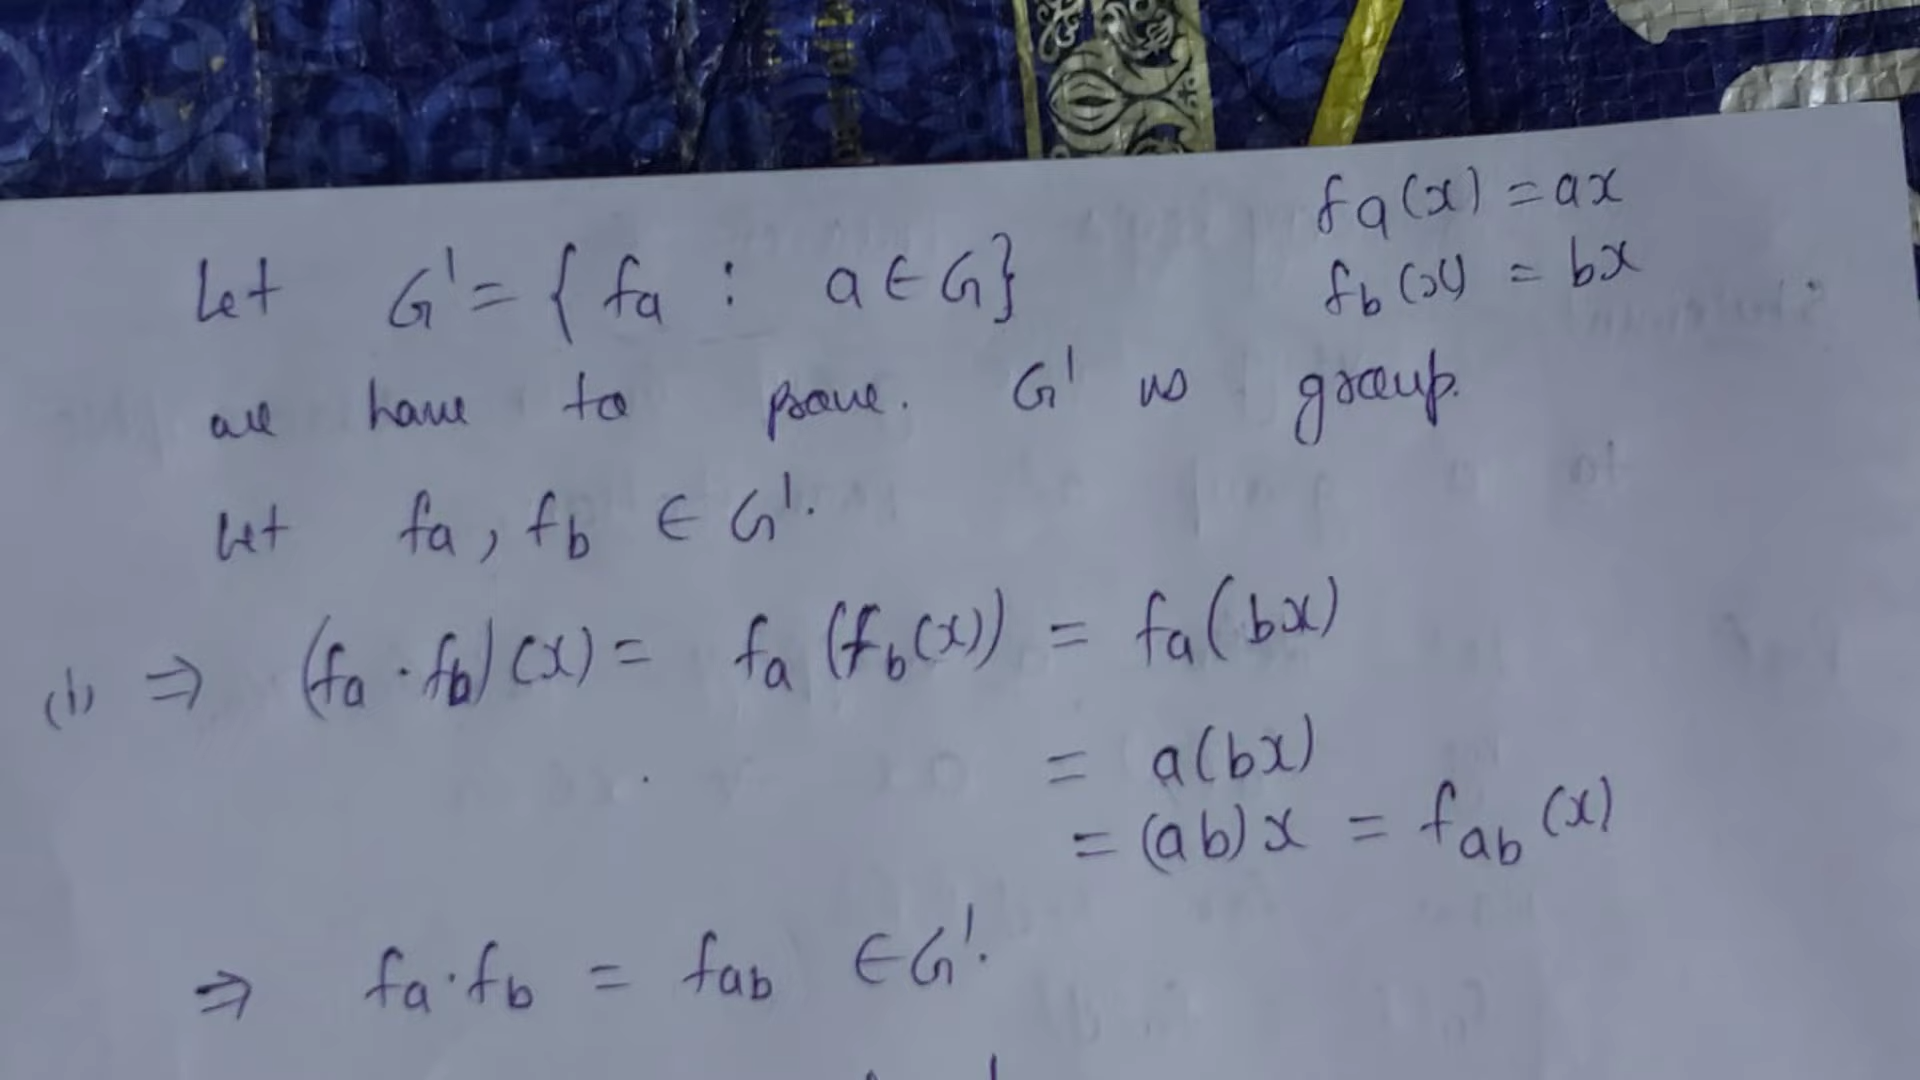 fa(x) = ax
Let G' = { fa : a ∈ G}
fb(x) = bx
we have to prove. G' is group.
Let fa, fb ∈ G'.
(1) ⇒ (fa · fb)(x) = fa (fb(x)) = fa(bx)
= a(bx)
= (ab)x = fab (x)
⇒ fa·fb = fab ∈ G'.